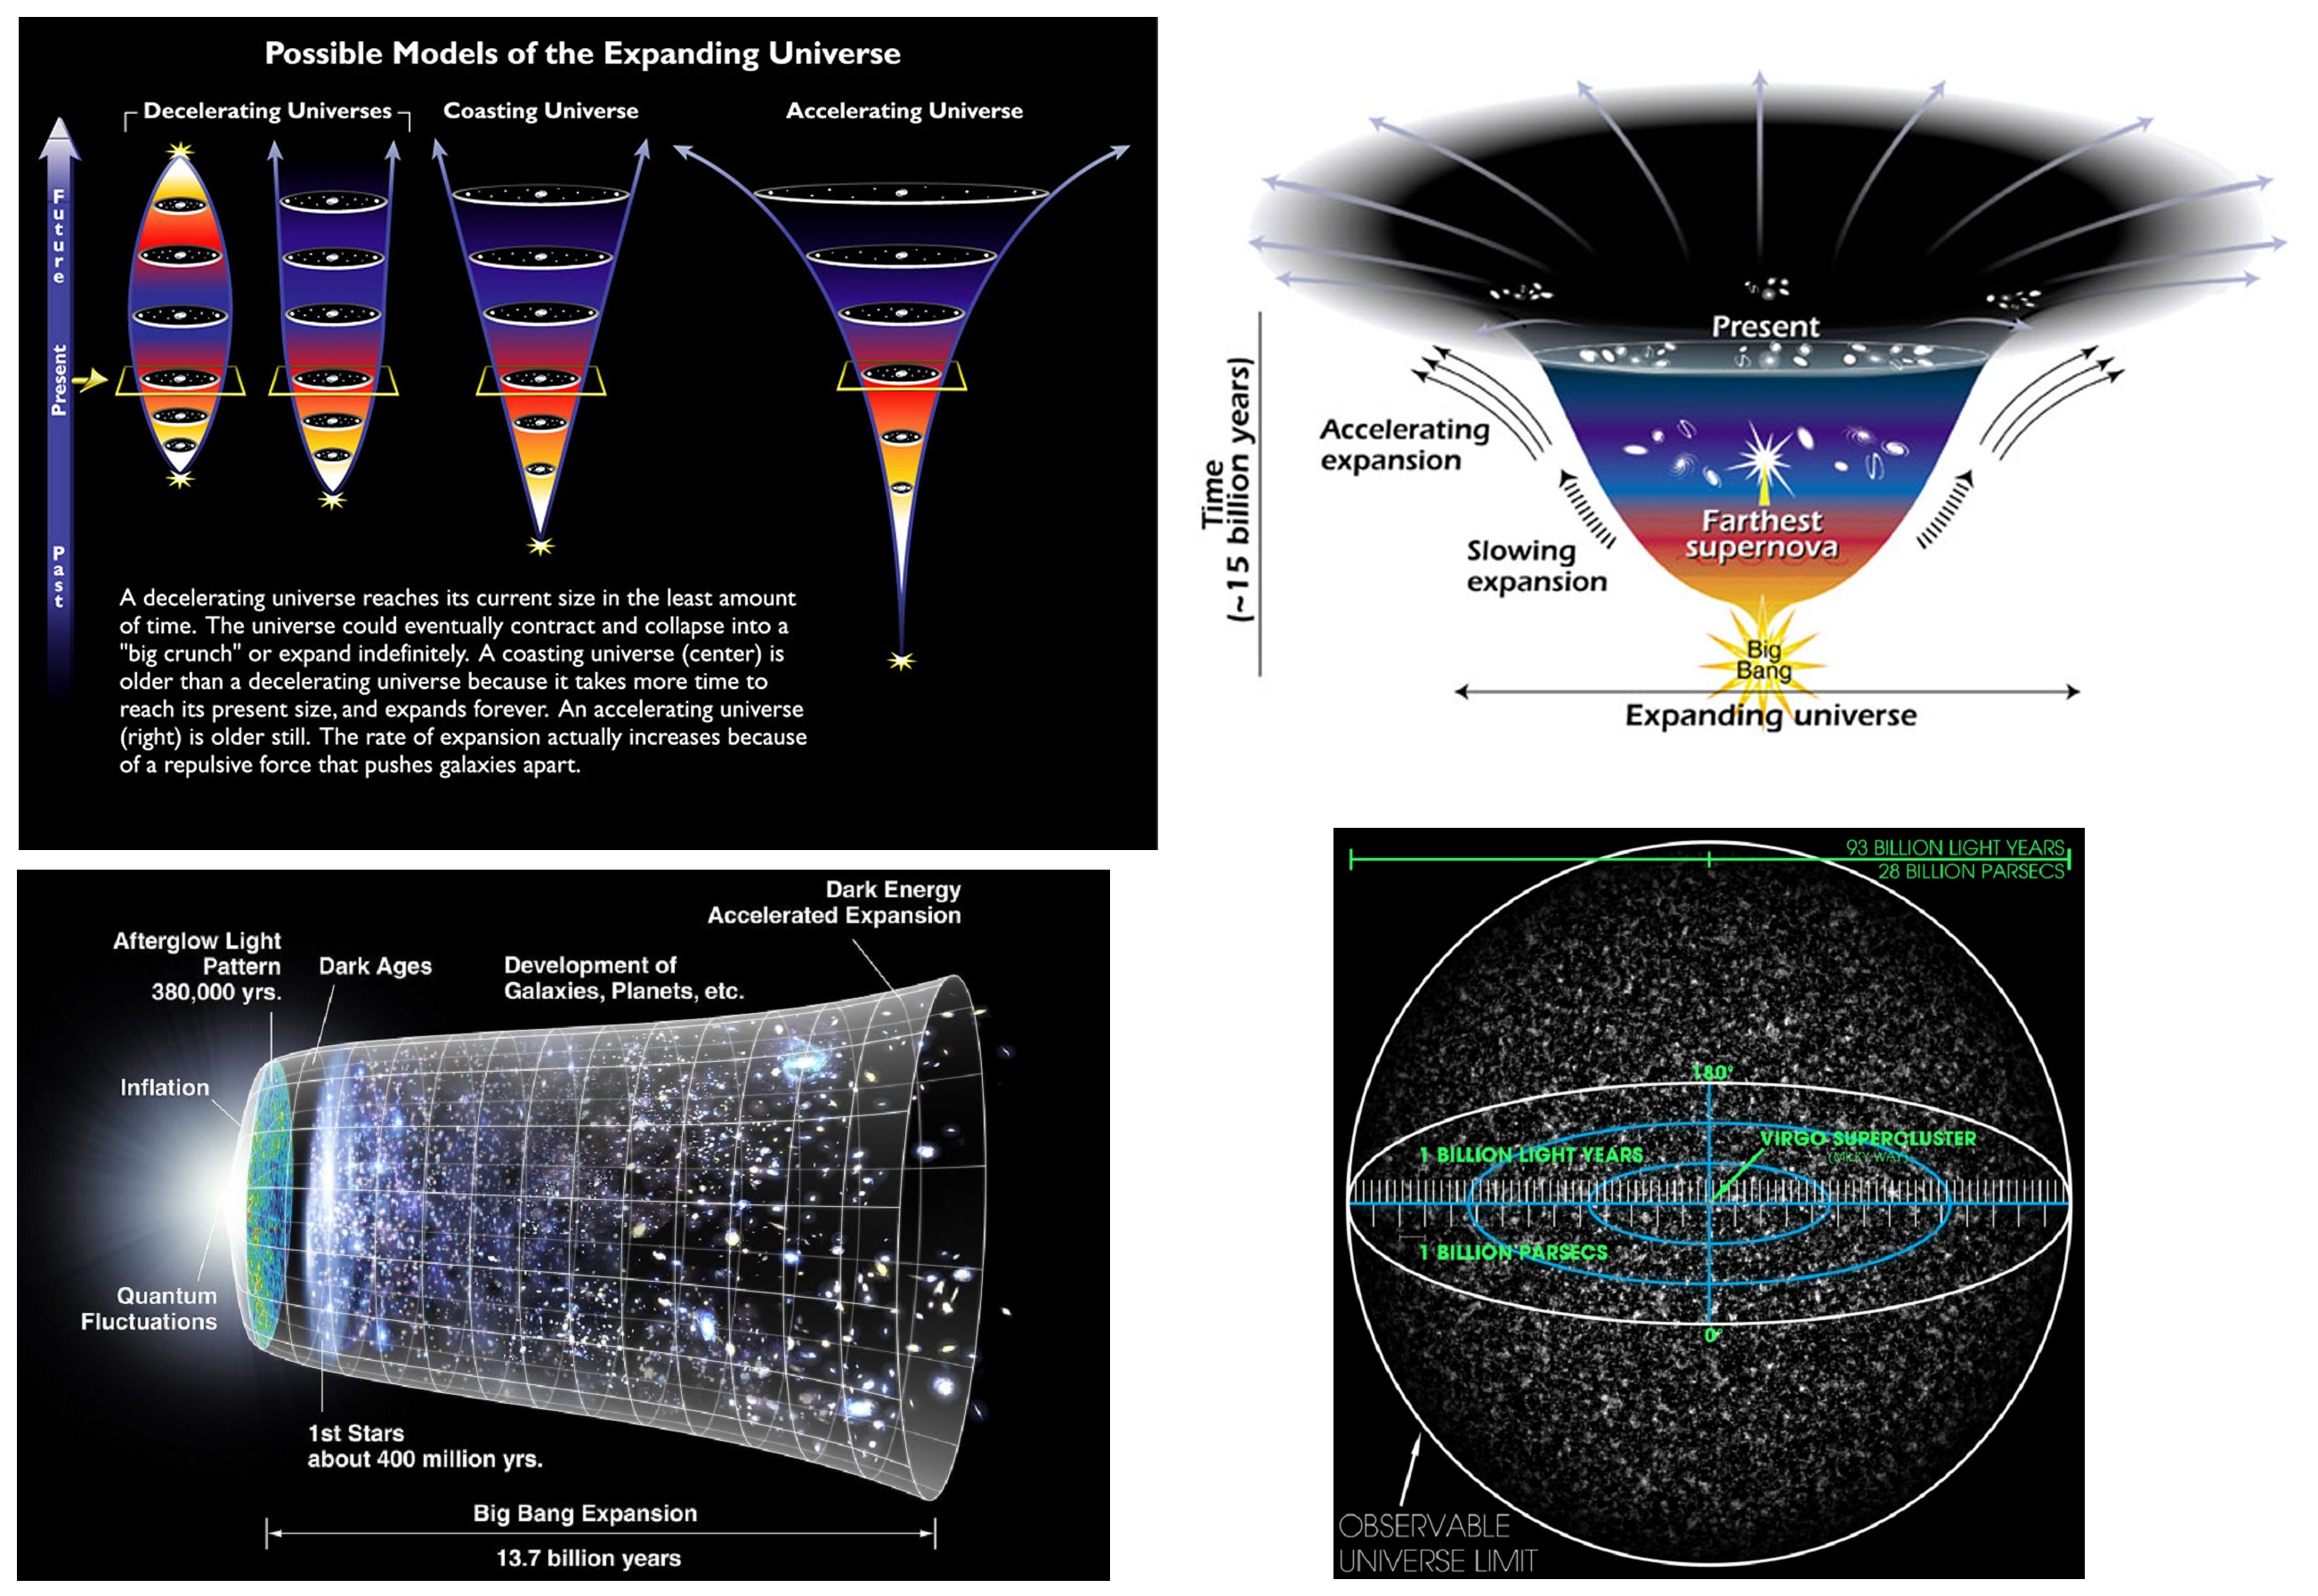 Possible Models of the Expanding Universe
Decelerating Universes
Coasting Universe
Accelerating Universe
Future
Present
Past
A decelerating universe reaches its current size in the least amount
of time. The universe could eventually contract and collapse into a
"big crunch" or expand indefinitely. A coasting universe (center) is
older than a decelerating universe because it takes more time to
reach its present size, and expands forever. An accelerating universe
(right) is older still. The rate of expansion actually increases because
of a repulsive force that pushes galaxies apart.
Present
Accelerating
expansion
Farthest
supernova
Slowing
expansion
Time
(~15 billion years)
Big
Bang
Expanding universe
Dark Energy
Accelerated Expansion
Afterglow Light
Pattern
380,000 yrs.
Dark Ages
Development of
Galaxies, Planets, etc.
Inflation
Quantum
Fluctuations
1st Stars
about 400 million yrs.
Big Bang Expansion
13.7 billion years
93 BILLION LIGHT YEARS
28 BILLION PARSECS
180°
VIRGO SUPERCLUSTER
(MILKY WAY)
1 BILLION LIGHT YEARS
1 BILLION PARSECS
0°
OBSERVABLE
UNIVERSE LIMIT